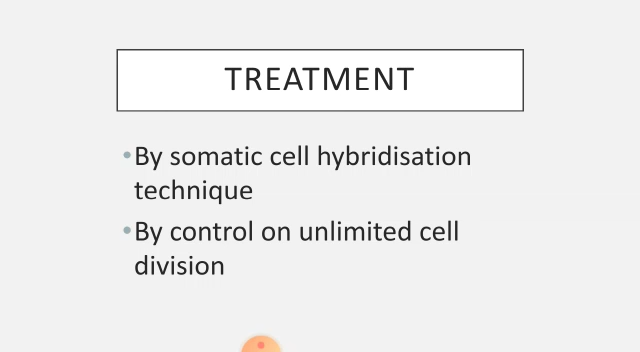 TREATMENT
•By somatic cell hybridisation
technique
•By control on unlimited cell
division